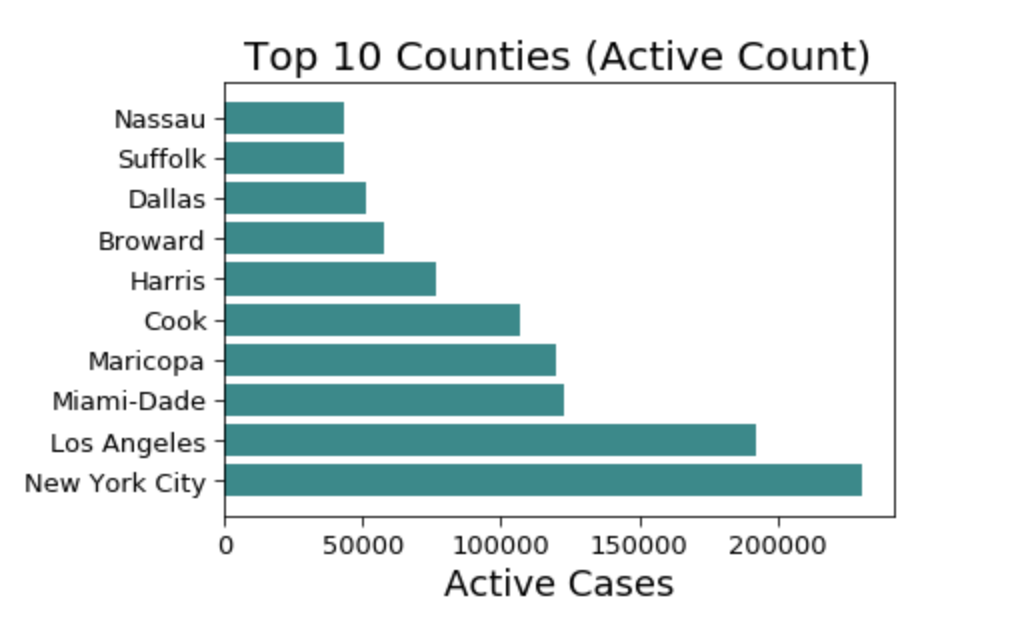 Top 10 Counties (Active Count)
Nassau
Suffolk
Dallas
Broward
Harris
Cook
Maricopa
Miami-Dade
Los Angeles
New York City
0 50000 100000 150000 200000
Active Cases